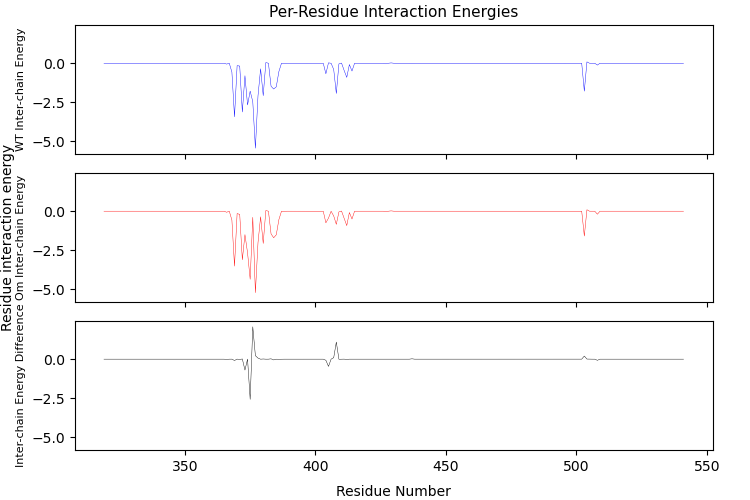 Per-Residue Interaction Energies
WT Inter-chain Energy
0.0
−2.5
−5.0
Residue interaction energy
Om Inter-chain Energy
0.0
−2.5
−5.0
Inter-chain Energy Difference
0.0
−2.5
−5.0
350
400
450
500
550
Residue Number